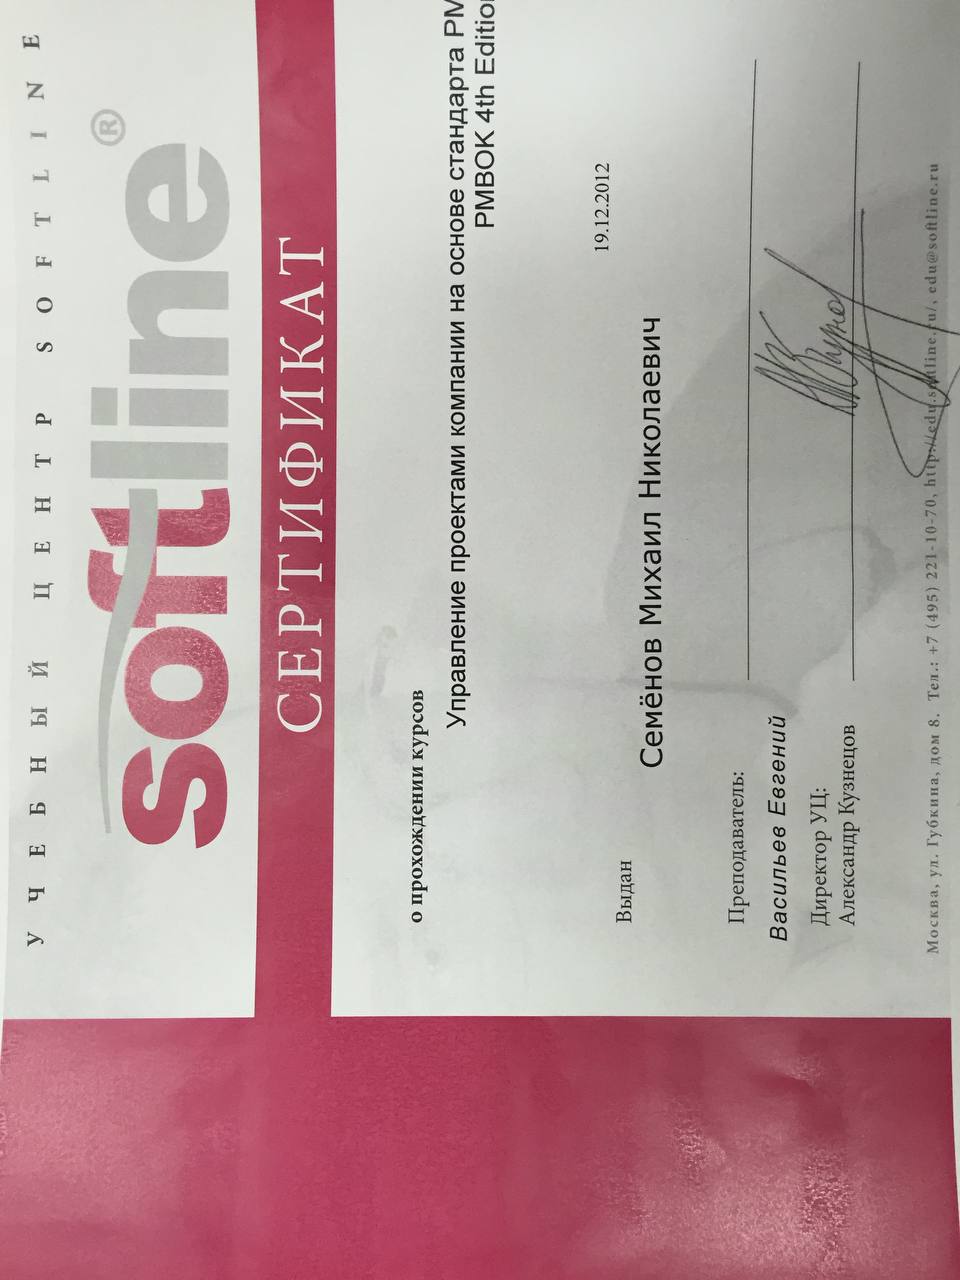 УЧЕБНЫЙ ЦЕНТР SOFTLINE
softline®
СЕРТИФИКАТ
о прохождении курсов
Управление проектами компании на основе стандарта PM
PMBOK 4th Edition
19.12.2012
Выдан
Семёнов Михаил Николаевич
Преподаватель:
Васильев Евгений
Директор УЦ:
Александр Кузнецов
Москва, ул. Губкина, дом 8. Тел.: +7 (495) 221-10-70, http://edu.softline.ru/, edu@softline.ru